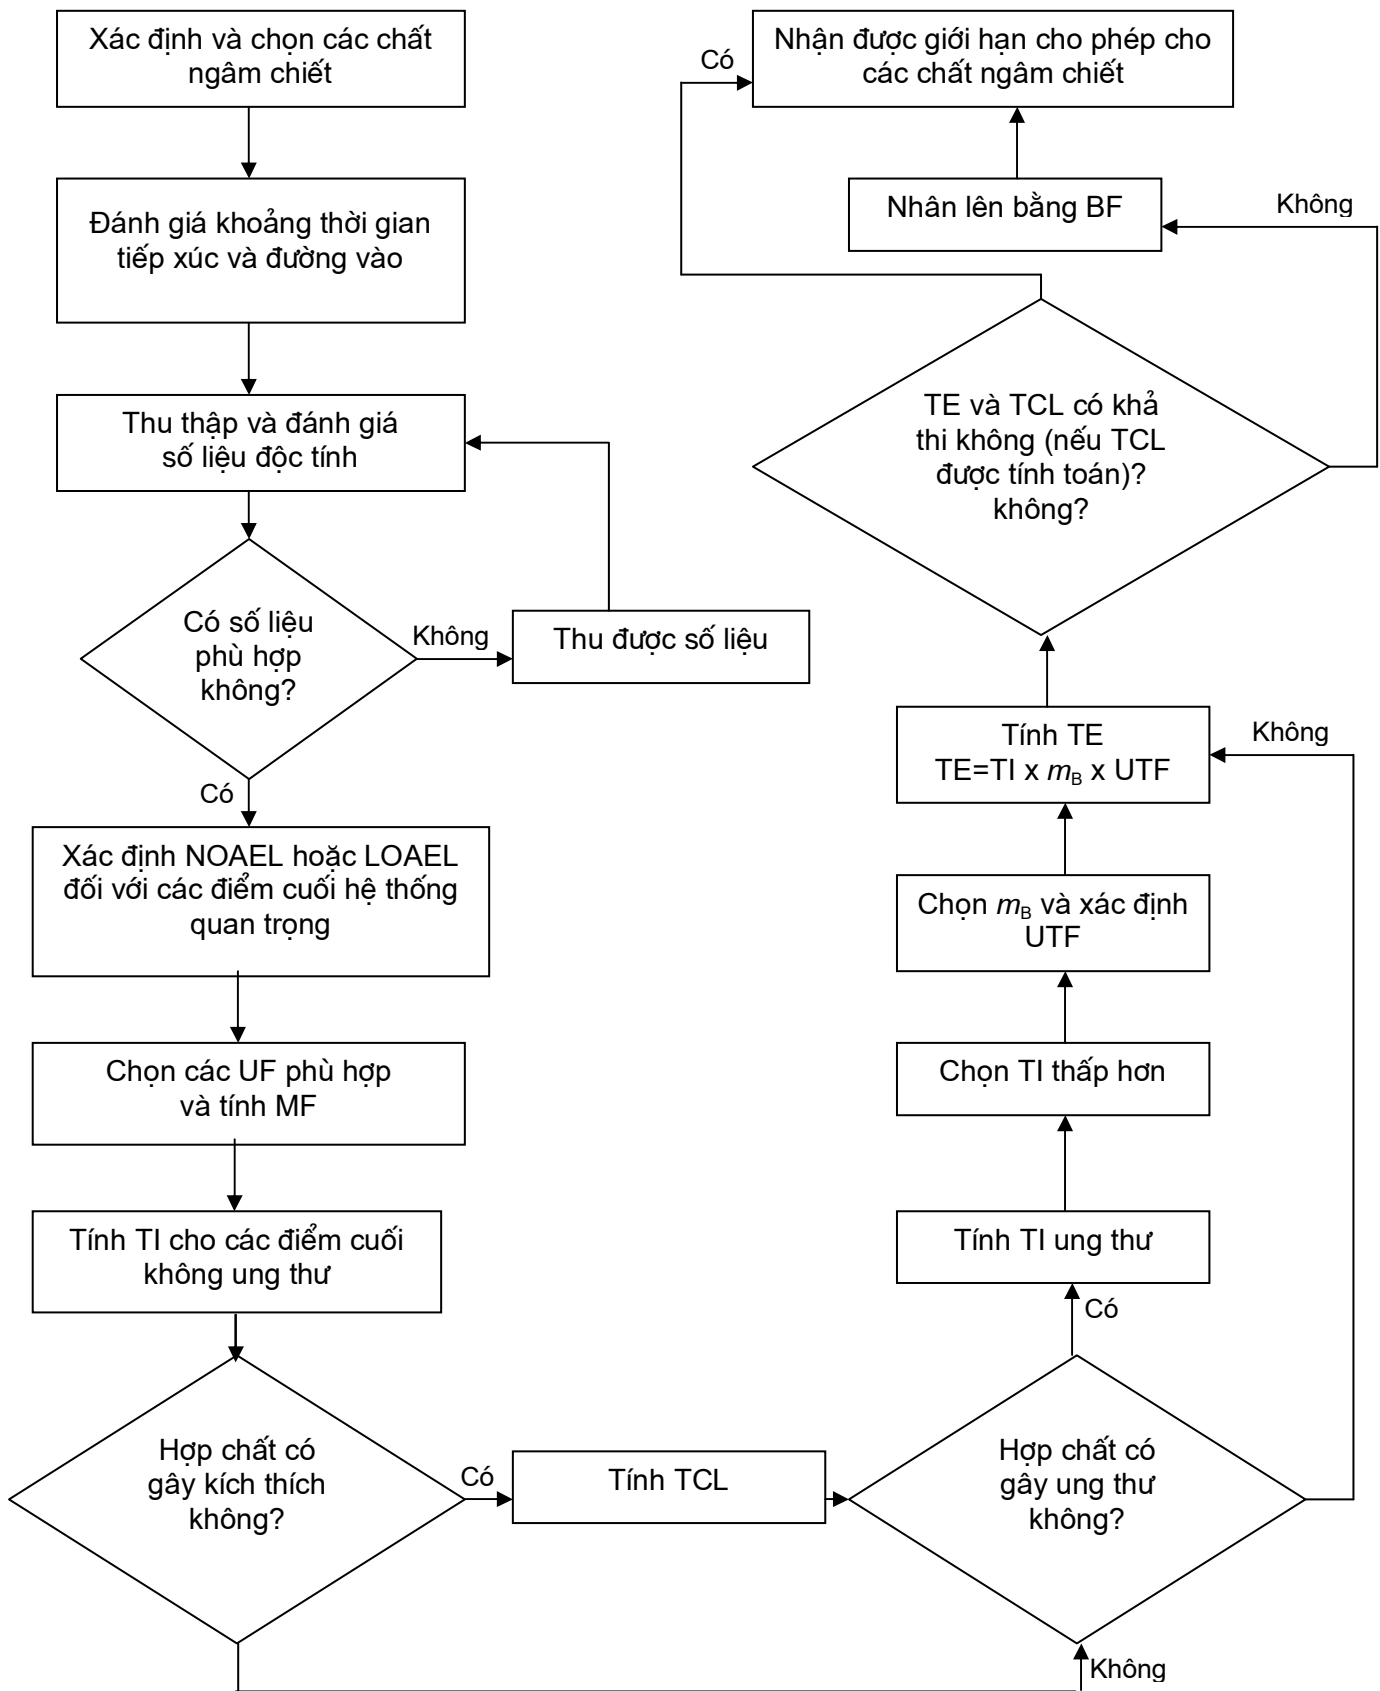 Xác định và chọn các chất
ngâm chiết
Đánh giá khoảng thời gian
tiếp xúc và đường vào
Thu thập và đánh giá
số liệu độc tính
Có số liệu
phù hợp
không?
Không
Thu được số liệu
Có
Xác định NOAEL hoặc LOAEL
đối với các điểm cuối hệ thống
quan trọng
Chọn các UF phù hợp
và tính MF
Tính TI cho các điểm cuối
không ung thư
Hợp chất có
gây kích thích
không?
Có
Tính TCL
Hợp chất có
gây ung thư
không?
Không
Có
Tính TI ung thư
Chọn TI thấp hơn
Chọn mB và xác định
UTF
Tính TE
TE=TI x mB x UTF
Không
TE và TCL có khả
thi không (nếu TCL
được tính toán)?
không?
Không
Nhân lên bằng BF
Có
Nhận được giới hạn cho phép cho
các chất ngâm chiết